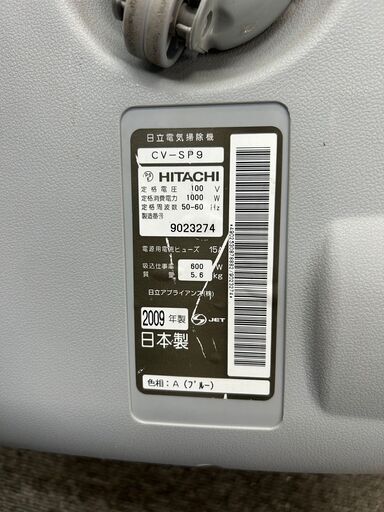 日立電気掃除機
CV-SP9
HITACHI
定格電圧 100 V
定格消費電力 1000 W
定格周波数 50-60 Hz
製造番号
9023274
電源用電流ヒューズ 15A
吸込仕事率 600 W
質量 5.6 kg
日立アプライアンス(株)
2009 年製 JET
日本製
色相:A(ブルー)